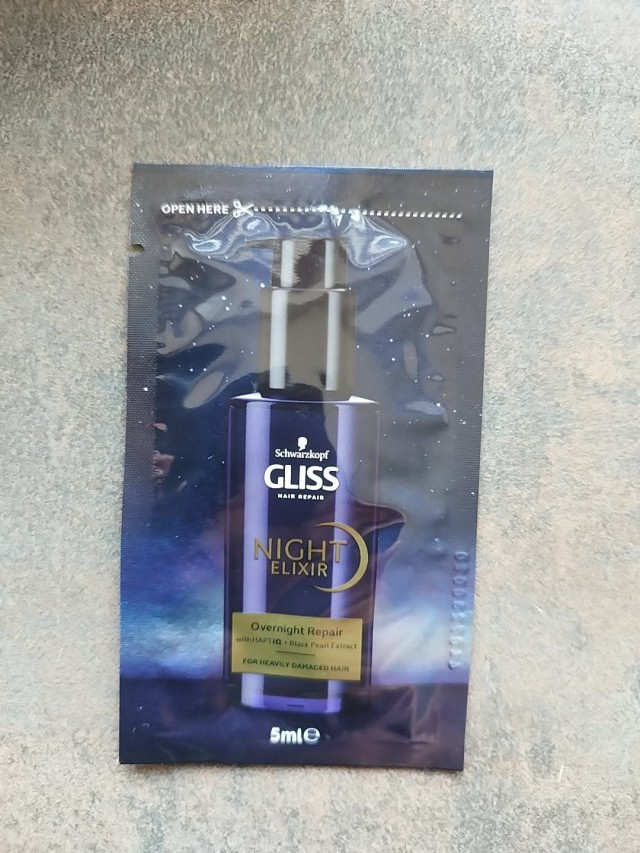 OPEN HERE
Schwarzkopf
GLISS
HAIR REPAIR
NIGHT
ELIXIR
Overnight Repair
with HAPTIQ + Black Pearl Extract
FOR HEAVILY DAMAGED HAIR
5ml℮